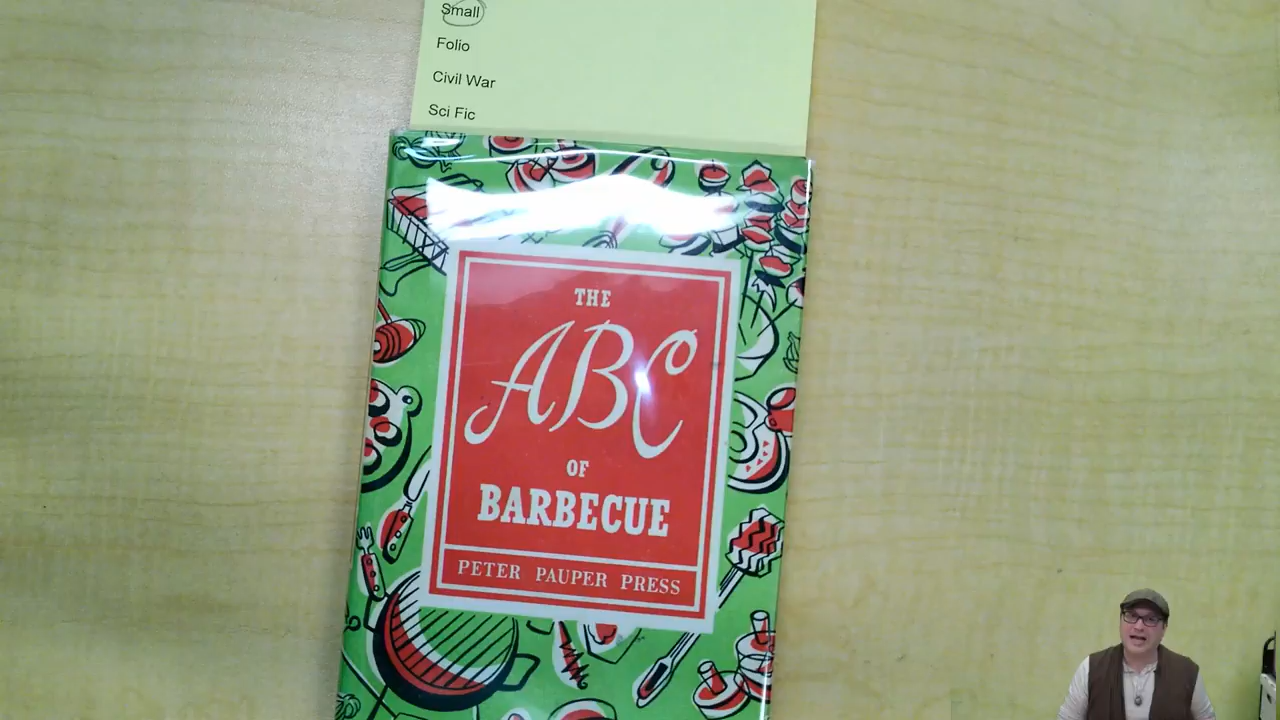 Small
Folio
Civil War
Sci Fic
THE
ABC
OF
BARBECUE
PETER PAUPER PRESS